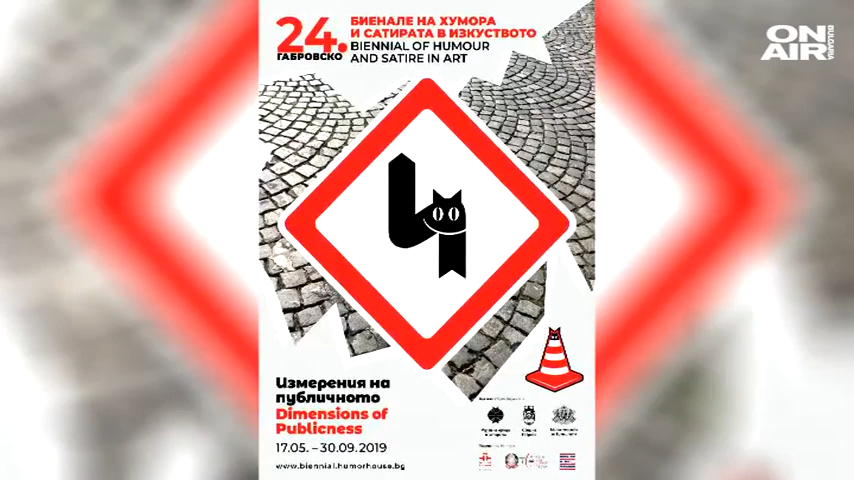 24.
ГАБРОВСКО
БИЕНАЛЕ НА ХУМОРА
И САТИРАТА В ИЗКУСТВОТО
BIENNIAL OF HUMOUR
AND SATIRE IN ART
ON
AIR
BULGARIA
Измерения на
публичното
Dimensions of
Publicness
17.05. – 30.09.2019
www.biennial.humorhouse.bg